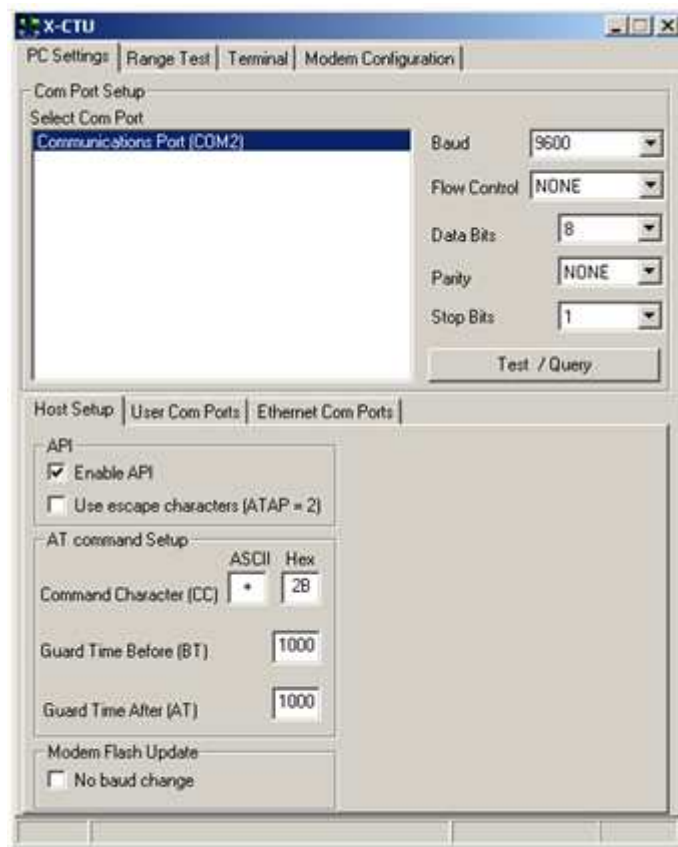 X-CTU
PC Settings Range Test Terminal Modem Configuration
Com Port Setup
Select Com Port
Communications Port (COM2)
Baud 9600
Flow Control NONE
Data Bits 8
Parity NONE
Stop Bits 1
Test / Query
Host Setup User Com Ports Ethernet Com Ports
API
Enable API
Use escape characters (ATAP = 2)
AT command Setup
ASCII Hex
Command Character (CC) + 2B
Guard Time Before (BT) 1000
Guard Time After (AT) 1000
Modem Flash Update
No baud change